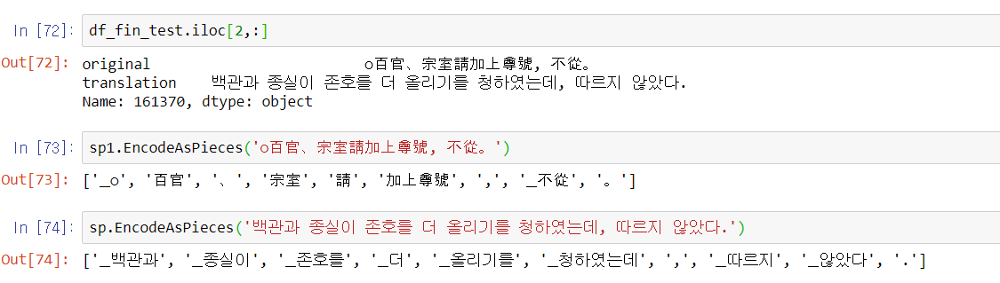 In [72]: df_fin_test.iloc[2,:]
Out[72]: original o百官、宗室請加上尊號, 不從。
translation 백관과 종실이 존호를 더 올리기를 청하였는데, 따르지 않았다.
Name: 161370, dtype: object
In [73]: sp1.EncodeAsPieces('o百官、宗室請加上尊號, 不從。')
Out[73]: ['_o', '百官', '、', '宗室', '請', '加上尊號', ',', '_不從', '。']
In [74]: sp.EncodeAsPieces('백관과 종실이 존호를 더 올리기를 청하였는데, 따르지 않았다.')
Out[74]: ['_백관과', '_종실이', '_존호를', '_더', '_올리기를', '_청하였는데', ',', '_따르지', '_않았다', '.']